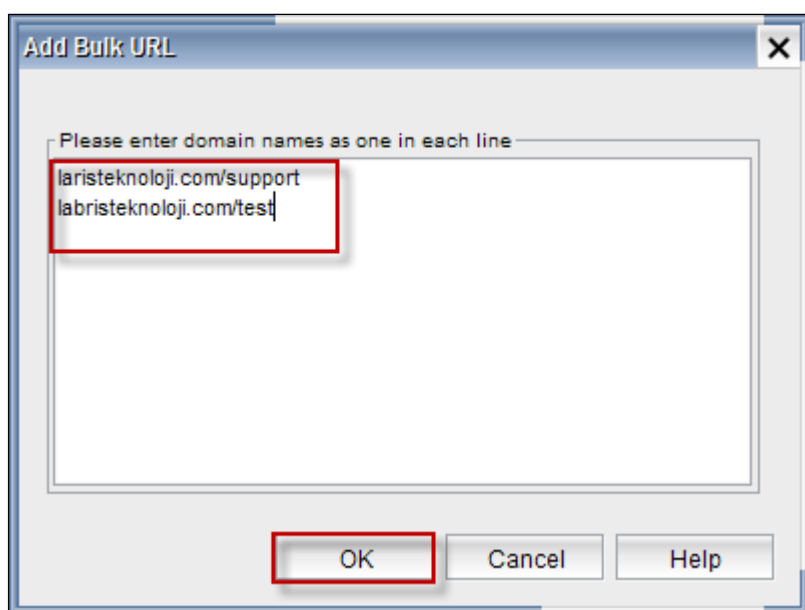 Add Bulk URL
Please enter domain names as one in each line
laristeknoloji.com/support
labristeknoloji.com/test
OK Cancel Help